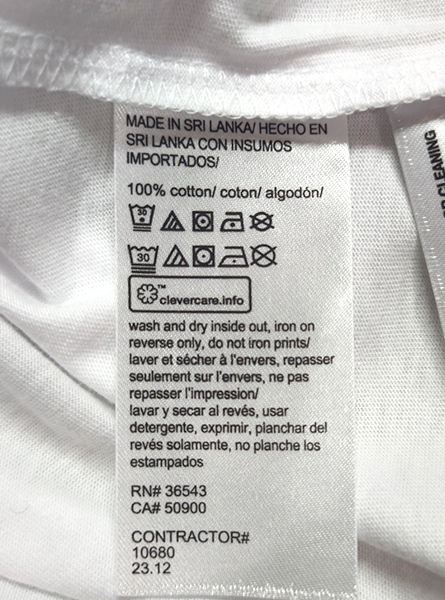 MADE IN SRI LANKA/ HECHO EN
SRI LANKA CON INSUMOS
IMPORTADOS/
100% cotton/ coton/ algodón/
30
30
™
clevercare.info
wash and dry inside out, iron on
reverse only, do not iron prints/
laver et sécher à l'envers, repasser
seulement sur l'envers, ne pas
repasser l'impression/
lavar y secar al revés, usar
detergente, exprimir, planchar del
revés solamente, no planche los
estampados
RN# 36543
CA# 50900
CONTRACTOR#
10680
23.12
CLEANING